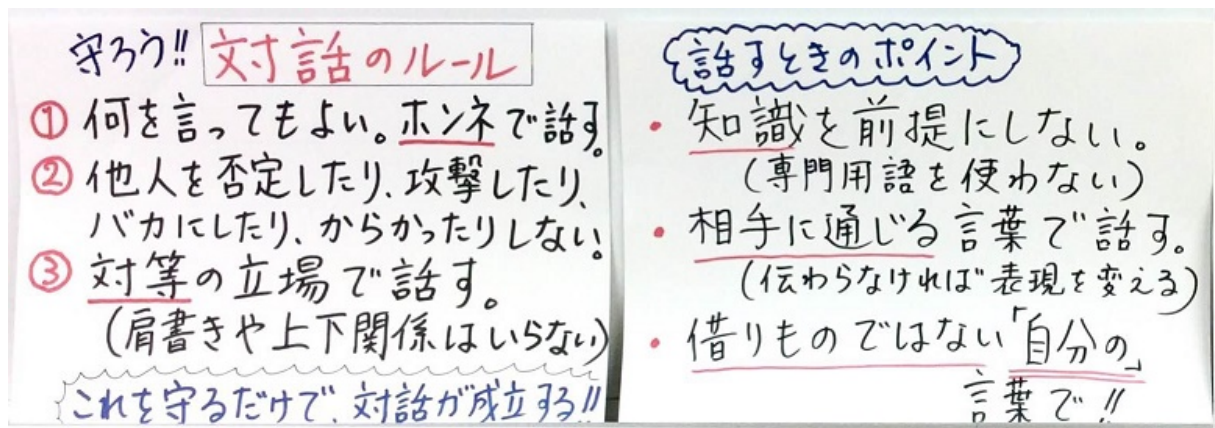 守ろう!! 対話のルール
① 何を言ってもよい。ホンネで話す。
② 他人を否定したり、攻撃したり、
バカにしたり、からかったりしない。
③ 対等の立場で話す。
(肩書きや上下関係はいらない)
これを守るだけで、対話が成立する!!
話すときのポイント
・知識を前提にしない。
(専門用語を使わない)
・相手に通じる言葉で話す。
(伝わらなければ表現を変える)
・借りものではない「自分の」
言葉で!!